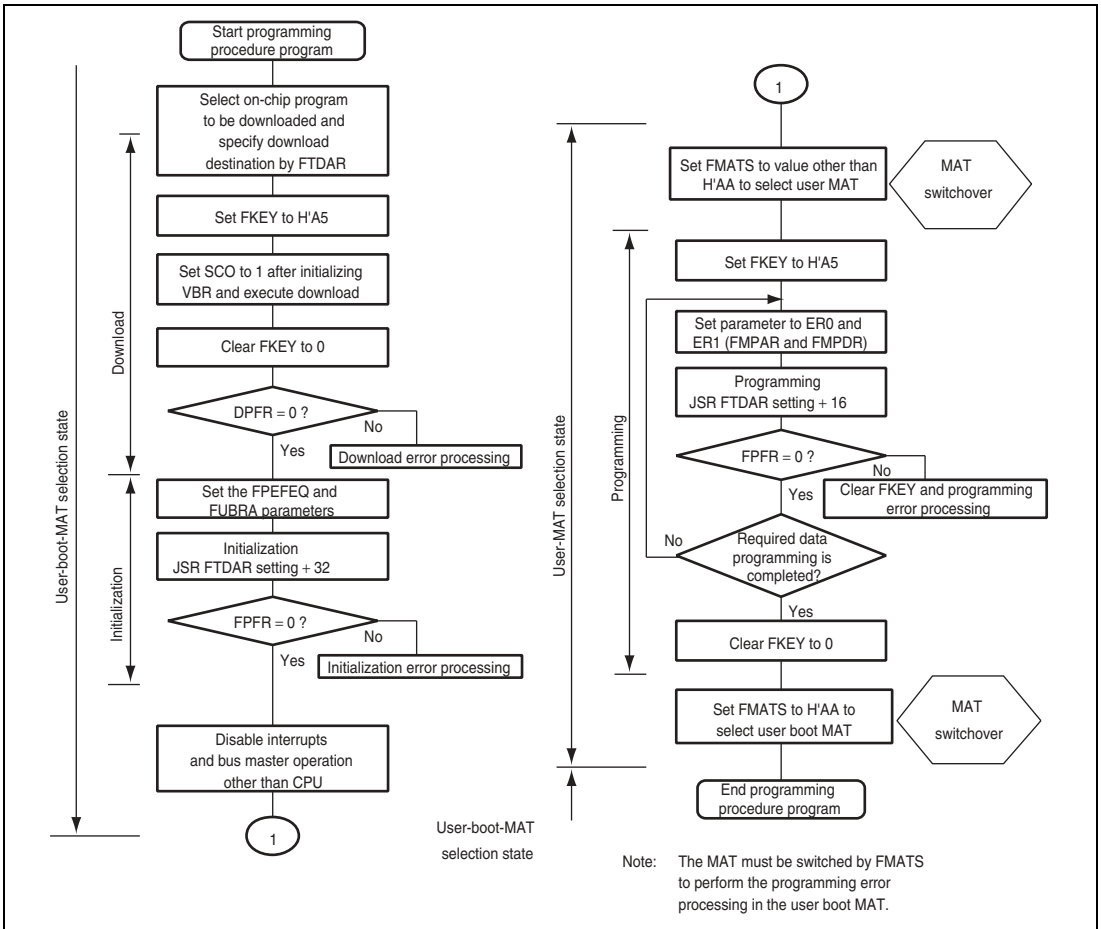 Start programming
procedure program
Select on-chip program
to be downloaded and
specify download
destination by FTDAR
Set FKEY to H'A5
Set SCO to 1 after initializing
VBR and execute download
Clear FKEY to 0
DPFR = 0 ?
No
Yes
Download error processing
Set the FPEFEQ and
FUBRA parameters
Initialization
JSR FTDAR setting + 32
FPFR = 0 ?
No
Yes
Initialization error processing
Disable interrupts
and bus master operation
other than CPU
1
Download
Initialization
User-boot-MAT selection state
1
Set FMATS to value other than
H'AA to select user MAT
MAT
switchover
Set FKEY to H'A5
Set parameter to ER0 and
ER1 (FMPAR and FMPDR)
Programming
JSR FTDAR setting + 16
FPFR = 0 ?
No
Yes
Clear FKEY and programming
error processing
No
Required data
programming is
completed?
Yes
Clear FKEY to 0
Set FMATS to H'AA to
select user boot MAT
MAT
switchover
End programming
procedure program
Programming
User-MAT selection state
User-boot-MAT
selection state
Note: The MAT must be switched by FMATS
to perform the programming error
processing in the user boot MAT.